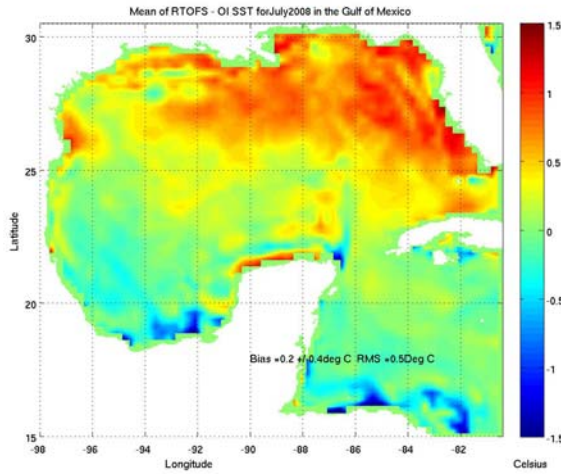 Mean of RTOFS - OI SST forJuly2008 in the Gulf of Mexico
30
25
20
15
Latitude
-98 -96 -94 -92 -90 -88 -86 -84 -82
Longitude
Bias =0.2 +/-0.4deg C RMS =0.5Deg C
1.5
1
0.5
0
-0.5
-1
-1.5
Celsius